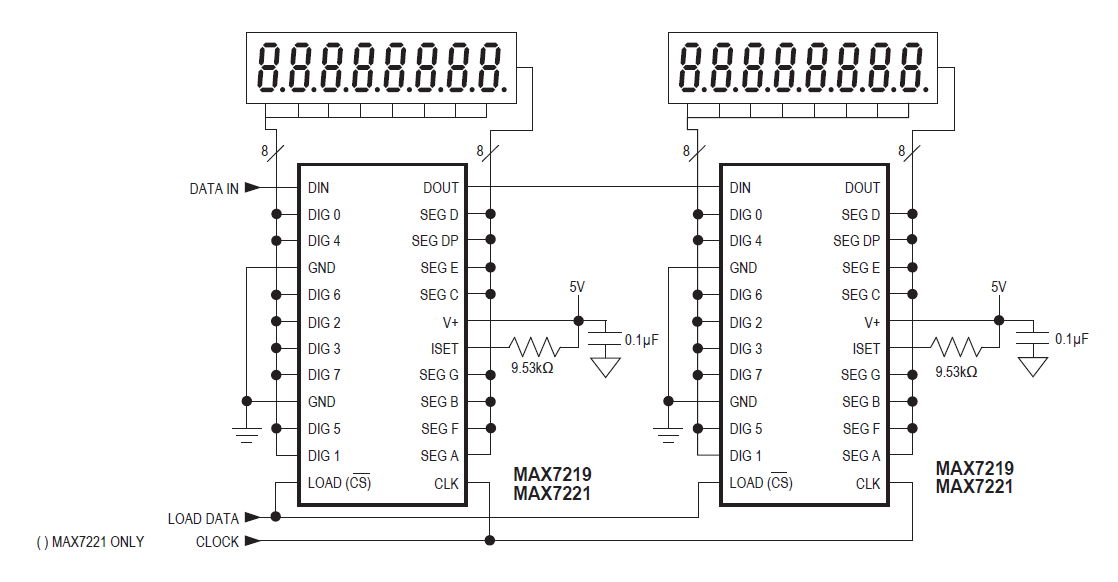 8.8.8.8.8.8.8.8.
8.8.8.8.8.8.8.8.
8
8
8
8
DATA IN
DIN
DOUT
DIG 0
SEG D
DIG 4
SEG DP
GND
SEG E
DIG 6
SEG C
DIG 2
V+
DIG 3
ISET
DIG 7
SEG G
GND
SEG B
DIG 5
SEG F
DIG 1
SEG A
LOAD (CS)
CLK
5V
0.1µF
9.53kΩ
MAX7219
MAX7221
DIN
DOUT
DIG 0
SEG D
DIG 4
SEG DP
GND
SEG E
DIG 6
SEG C
DIG 2
V+
DIG 3
ISET
DIG 7
SEG G
GND
SEG B
DIG 5
SEG F
DIG 1
SEG A
LOAD (CS)
CLK
5V
0.1µF
9.53kΩ
MAX7219
MAX7221
LOAD DATA
( ) MAX7221 ONLY
CLOCK